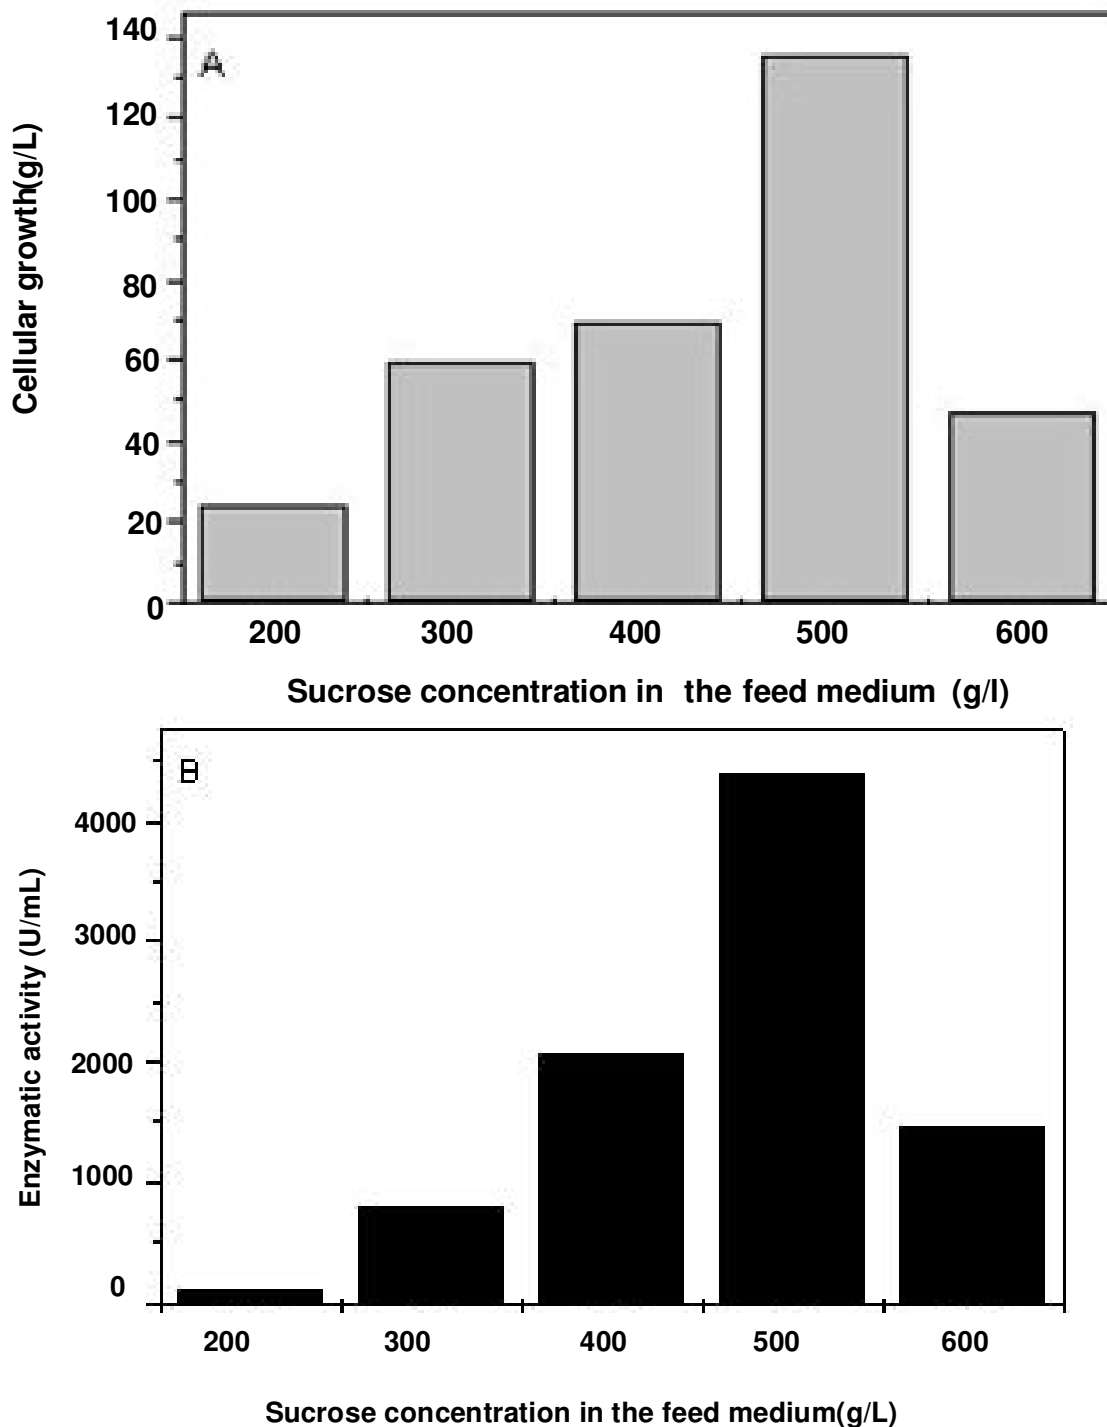 A
140
120
100
80
60
40
20
0
Cellular growth(g/L)
200 300 400 500 600
Sucrose concentration in the feed medium (g/l)
B
4000
3000
2000
1000
0
Enzymatic activity (U/mL)
200 300 400 500 600
Sucrose concentration in the feed medium(g/L)